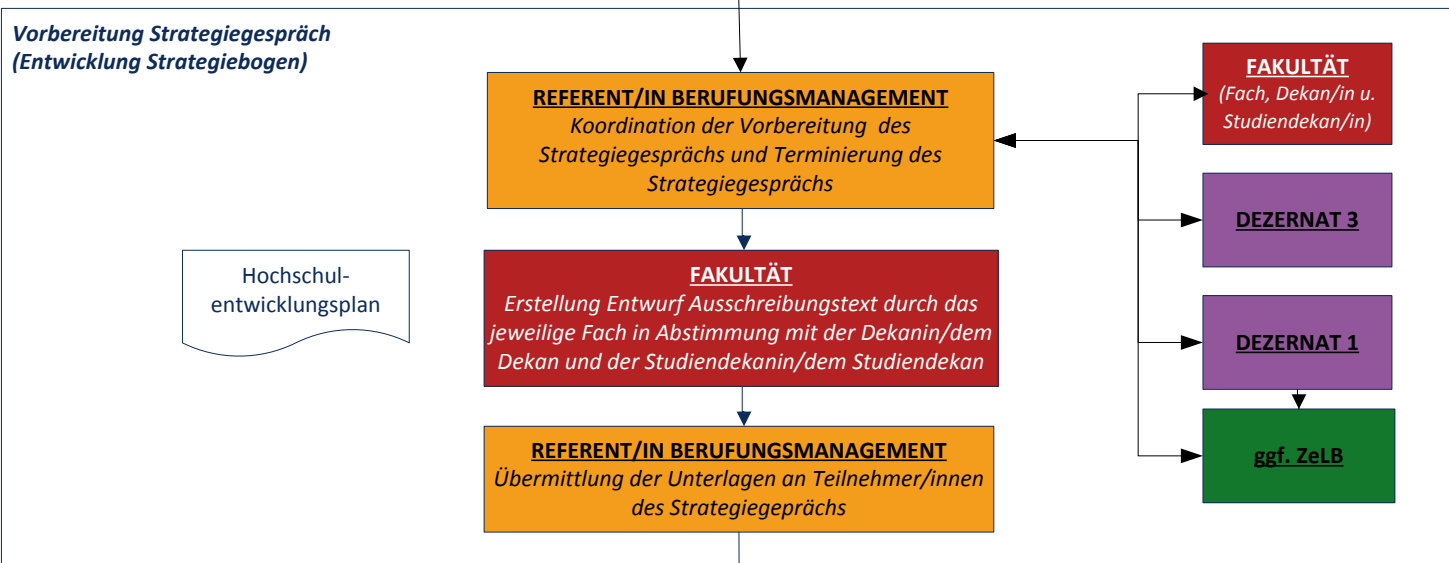 Vorbereitung Strategiegespräch
(Entwicklung Strategiebogen)
REFERENT/IN BERUFUNGSMANAGEMENT
Koordination der Vorbereitung des
Strategiegesprächs und Terminierung des
Strategiegesprächs
FAKULTÄT
(Fach, Dekan/in u.
Studiendekan/in)
DEZERNAT 3
Hochschul-
entwicklungsplan
FAKULTÄT
Erstellung Entwurf Ausschreibungstext durch das
jeweilige Fach in Abstimmung mit der Dekanin/dem
Dekan und der Studiendekanin/dem Studiendekan
DEZERNAT 1
REFERENT/IN BERUFUNGSMANAGEMENT
Übermittlung der Unterlagen an Teilnehmer/innen
des Strategiegeprächs
ggf. ZeLB